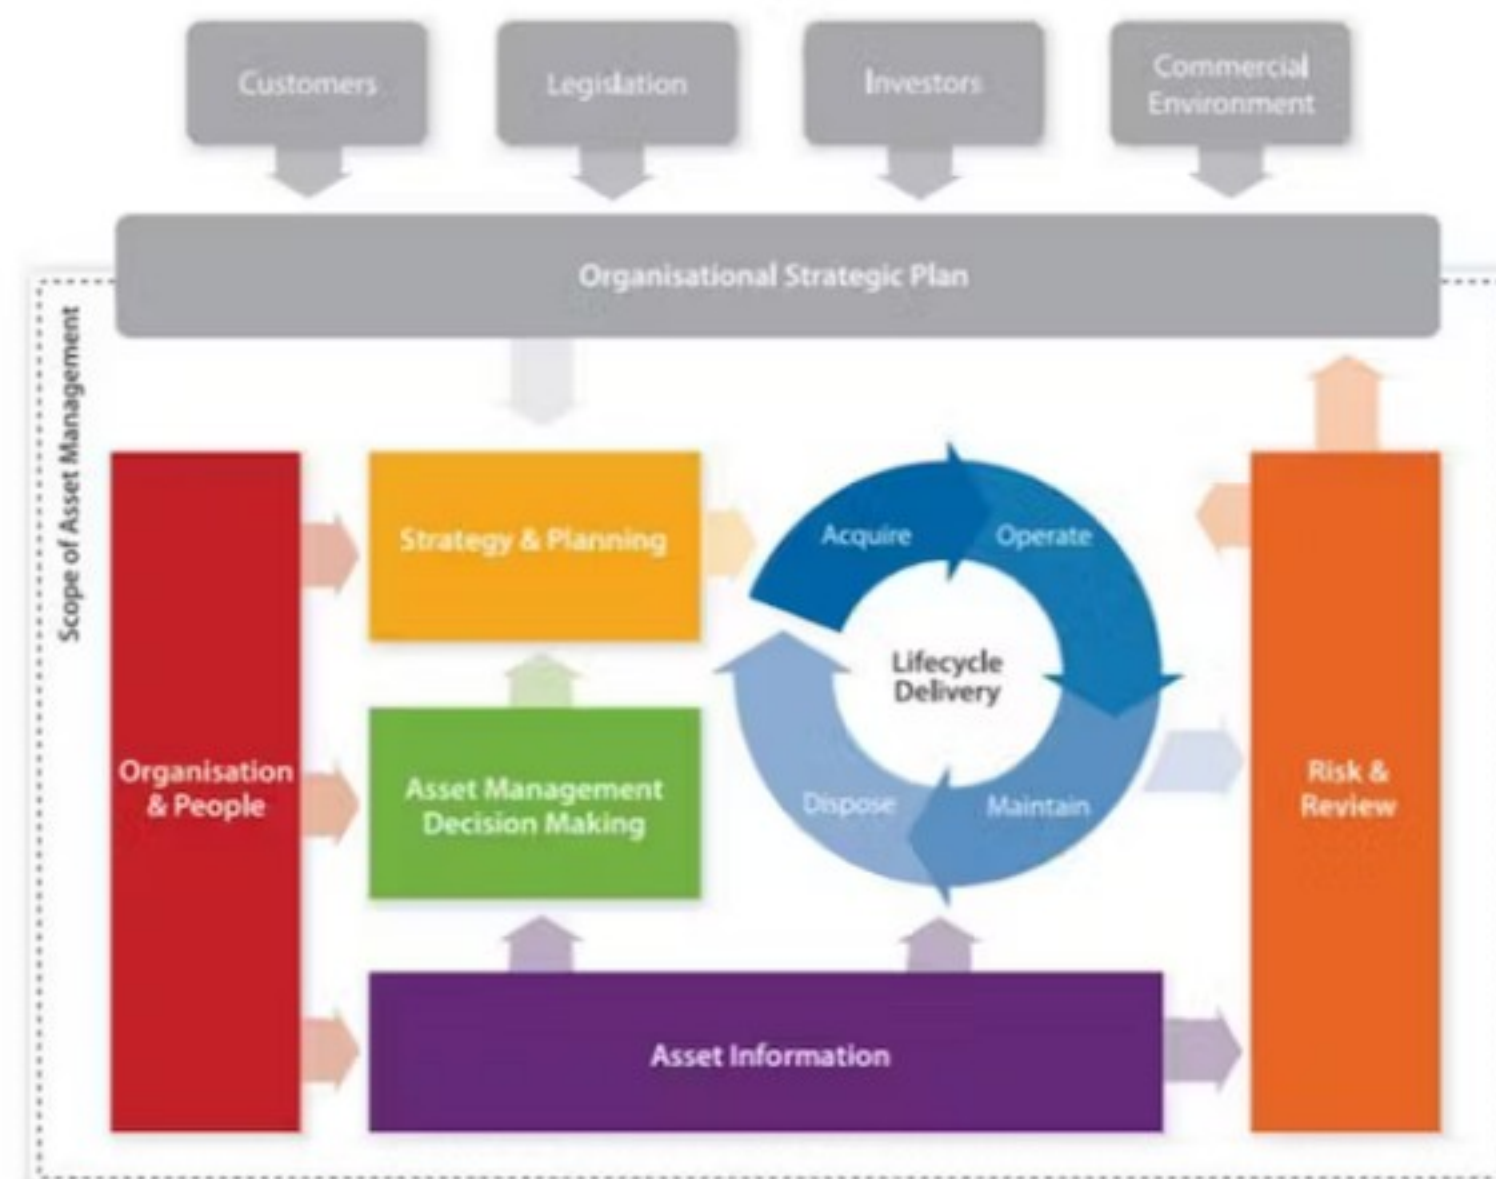 Customers
Legislation
Investors
Commercial
Environment
Organisational Strategic Plan
Scope of Asset Management
Organisation
& People
Strategy & Planning
Asset Management
Decision Making
Acquire
Operate
Lifecycle
Delivery
Dispose
Maintain
Risk &
Review
Asset Information